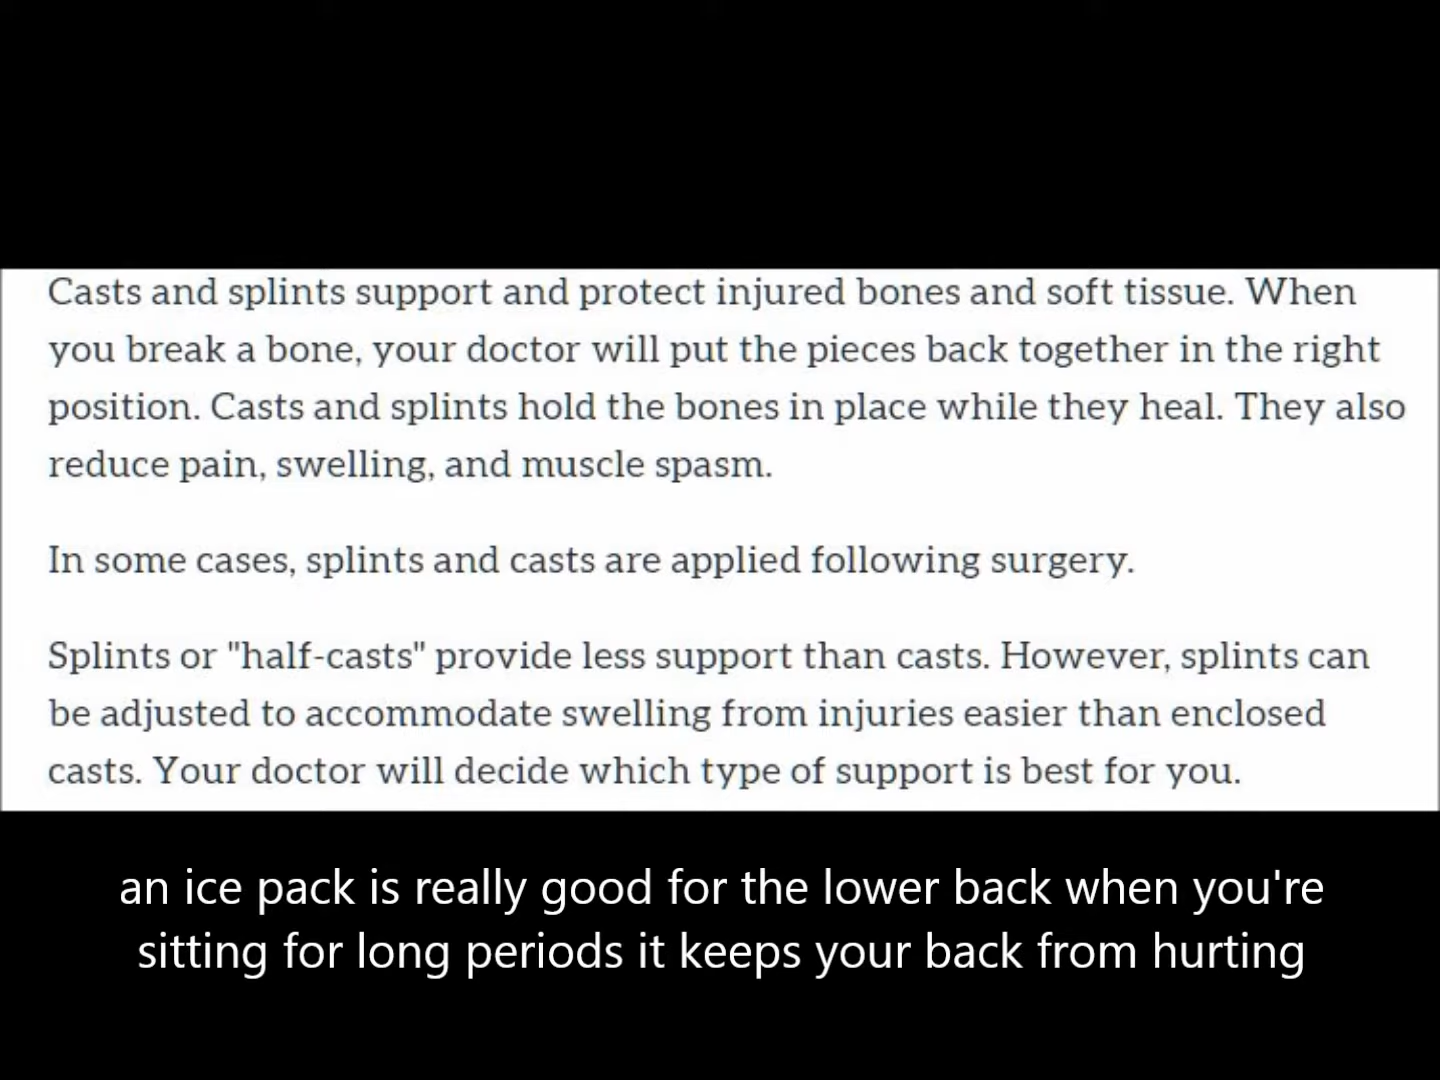 Casts and splints support and protect injured bones and soft tissue. When
you break a bone, your doctor will put the pieces back together in the right
position. Casts and splints hold the bones in place while they heal. They also
reduce pain, swelling, and muscle spasm.
In some cases, splints and casts are applied following surgery.
Splints or "half-casts" provide less support than casts. However, splints can
be adjusted to accommodate swelling from injuries easier than enclosed
casts. Your doctor will decide which type of support is best for you.
an ice pack is really good for the lower back when you're
sitting for long periods it keeps your back from hurting